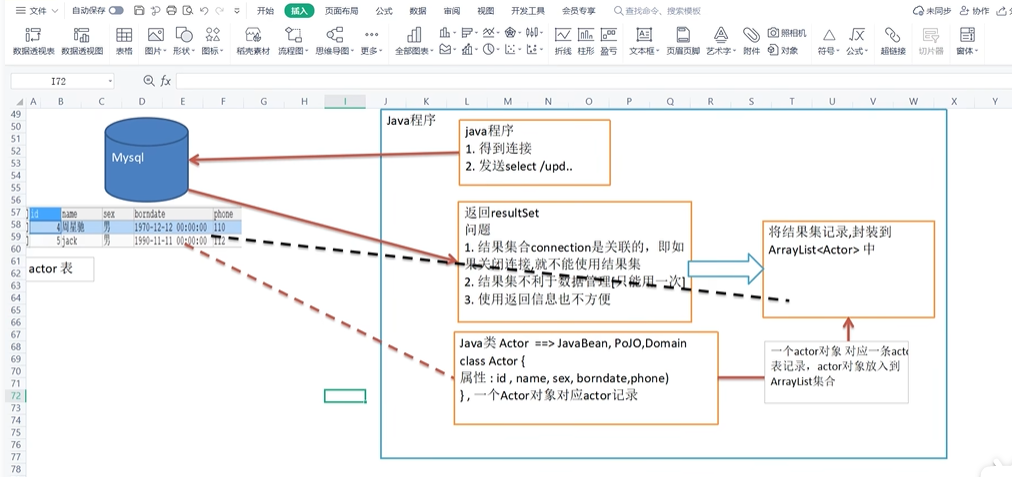 文件
自动保存
开始
插入
页面布局
公式
数据
审阅
视图
开发工具
会员专享
查找命令、搜索模板
未同步
协作
数据透视表
数据透视图
表格
图片
形状
图标
稻壳素材
流程图
思维导图
更多
全部图表
折线
柱形
盈亏
文本框
页眉页脚
艺术字
附件
照相机
对象
符号
公式
超链接
切片器
窗体
I72
fx
A B C D E F G H I J K L M N O P Q R S T U V W X Y
49
50
51
52
53
54
55
56
57
58
59
60
61
62
63
64
65
66
67
68
69
70
71
72
73
74
75
76
77
78
Mysql
id name sex borndate phone
4 周星驰 男 1970-12-12 00:00:00 110
5 jack 男 1990-11-11 00:00:00 112
actor 表
Java程序
java程序
1. 得到连接
2. 发送select /upd..
返回resultSet
问题
1. 结果集合connection是关联的，即如
果关闭连接,就不能使用结果集
2. 结果集不利于数据管理[只能用一次]
3. 使用返回信息也不方便
将结果集记录,封装到
ArrayList<Actor> 中
Java类 Actor ==> JavaBean, PoJO,Domain
class Actor {
属性 : id , name, sex, borndate,phone)
} , 一个Actor对象对应actor记录
一个actor对象 对应一条acto
表记录，actor对象放入到
ArrayList集合